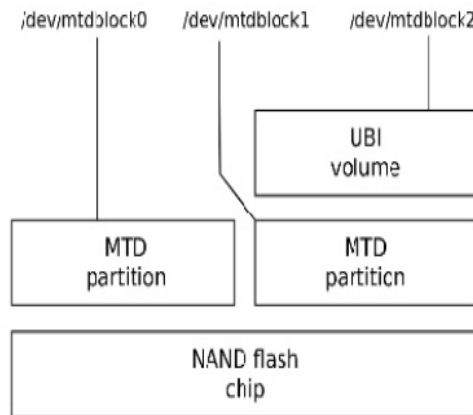 /dev/mtdblock0 /dev/mtdblock1 /dev/mtdblock2
UBI
volume
MTD
partition
MTD
partition
NAND flash
chip